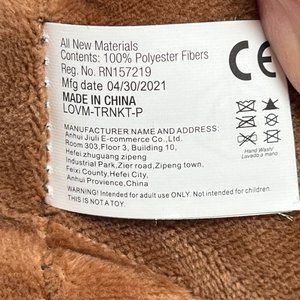 All New Materials
Contents: 100% Polyester Fibers
Reg. No. RN157219
Mfg date 04/30/2021
MADE IN CHINA
LOVM-TRNKT-P
CE
Hand Wash/
Lavado a mano
MANUFACTURER NAME AND ADDRESS:
Anhui Jiuli E-commerce Co.,Ltd.
Room 303,Floor 3, Building 10,
Hefei zhuguang zipeng
Industrial Park, Zier road,Zipeng town,
Feixi County,Hefei City,
Anhui Provience,China
WARNING! Intended for adult use ONLY. Not intended for infants.
THIS IS NOT A TOY.